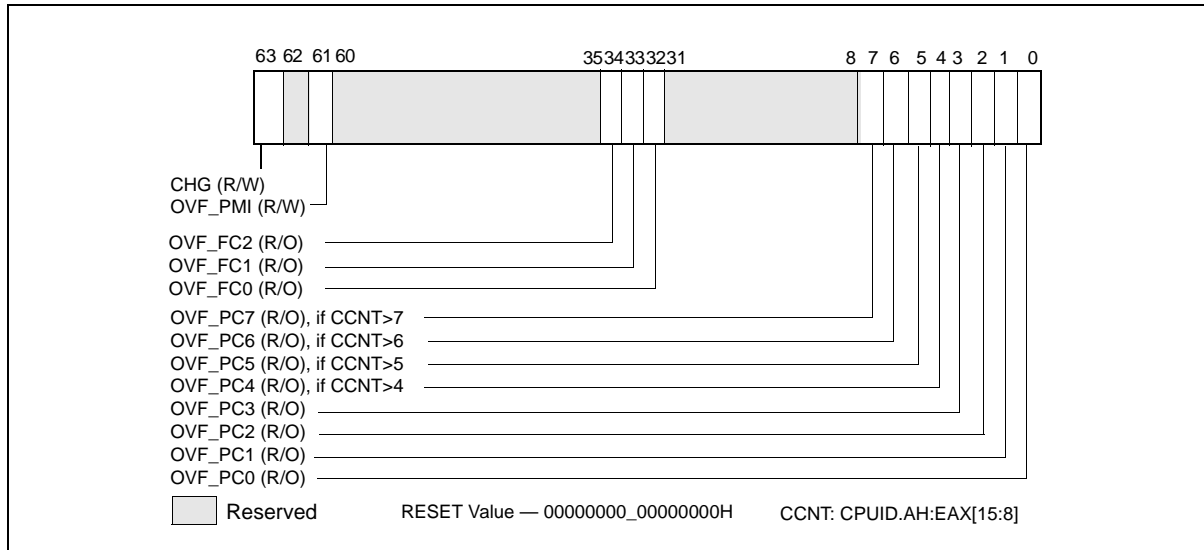 63 62 61 60 35 34 33 32 31 8 7 6 5 4 3 2 1 0
CHG (R/W)
OVF_PMI (R/W)
OVF_FC2 (R/O)
OVF_FC1 (R/O)
OVF_FC0 (R/O)
OVF_PC7 (R/O), if CCNT>7
OVF_PC6 (R/O), if CCNT>6
OVF_PC5 (R/O), if CCNT>5
OVF_PC4 (R/O), if CCNT>4
OVF_PC3 (R/O)
OVF_PC2 (R/O)
OVF_PC1 (R/O)
OVF_PC0 (R/O)
Reserved RESET Value — 00000000_00000000H CCNT: CPUID.AH:EAX[15:8]